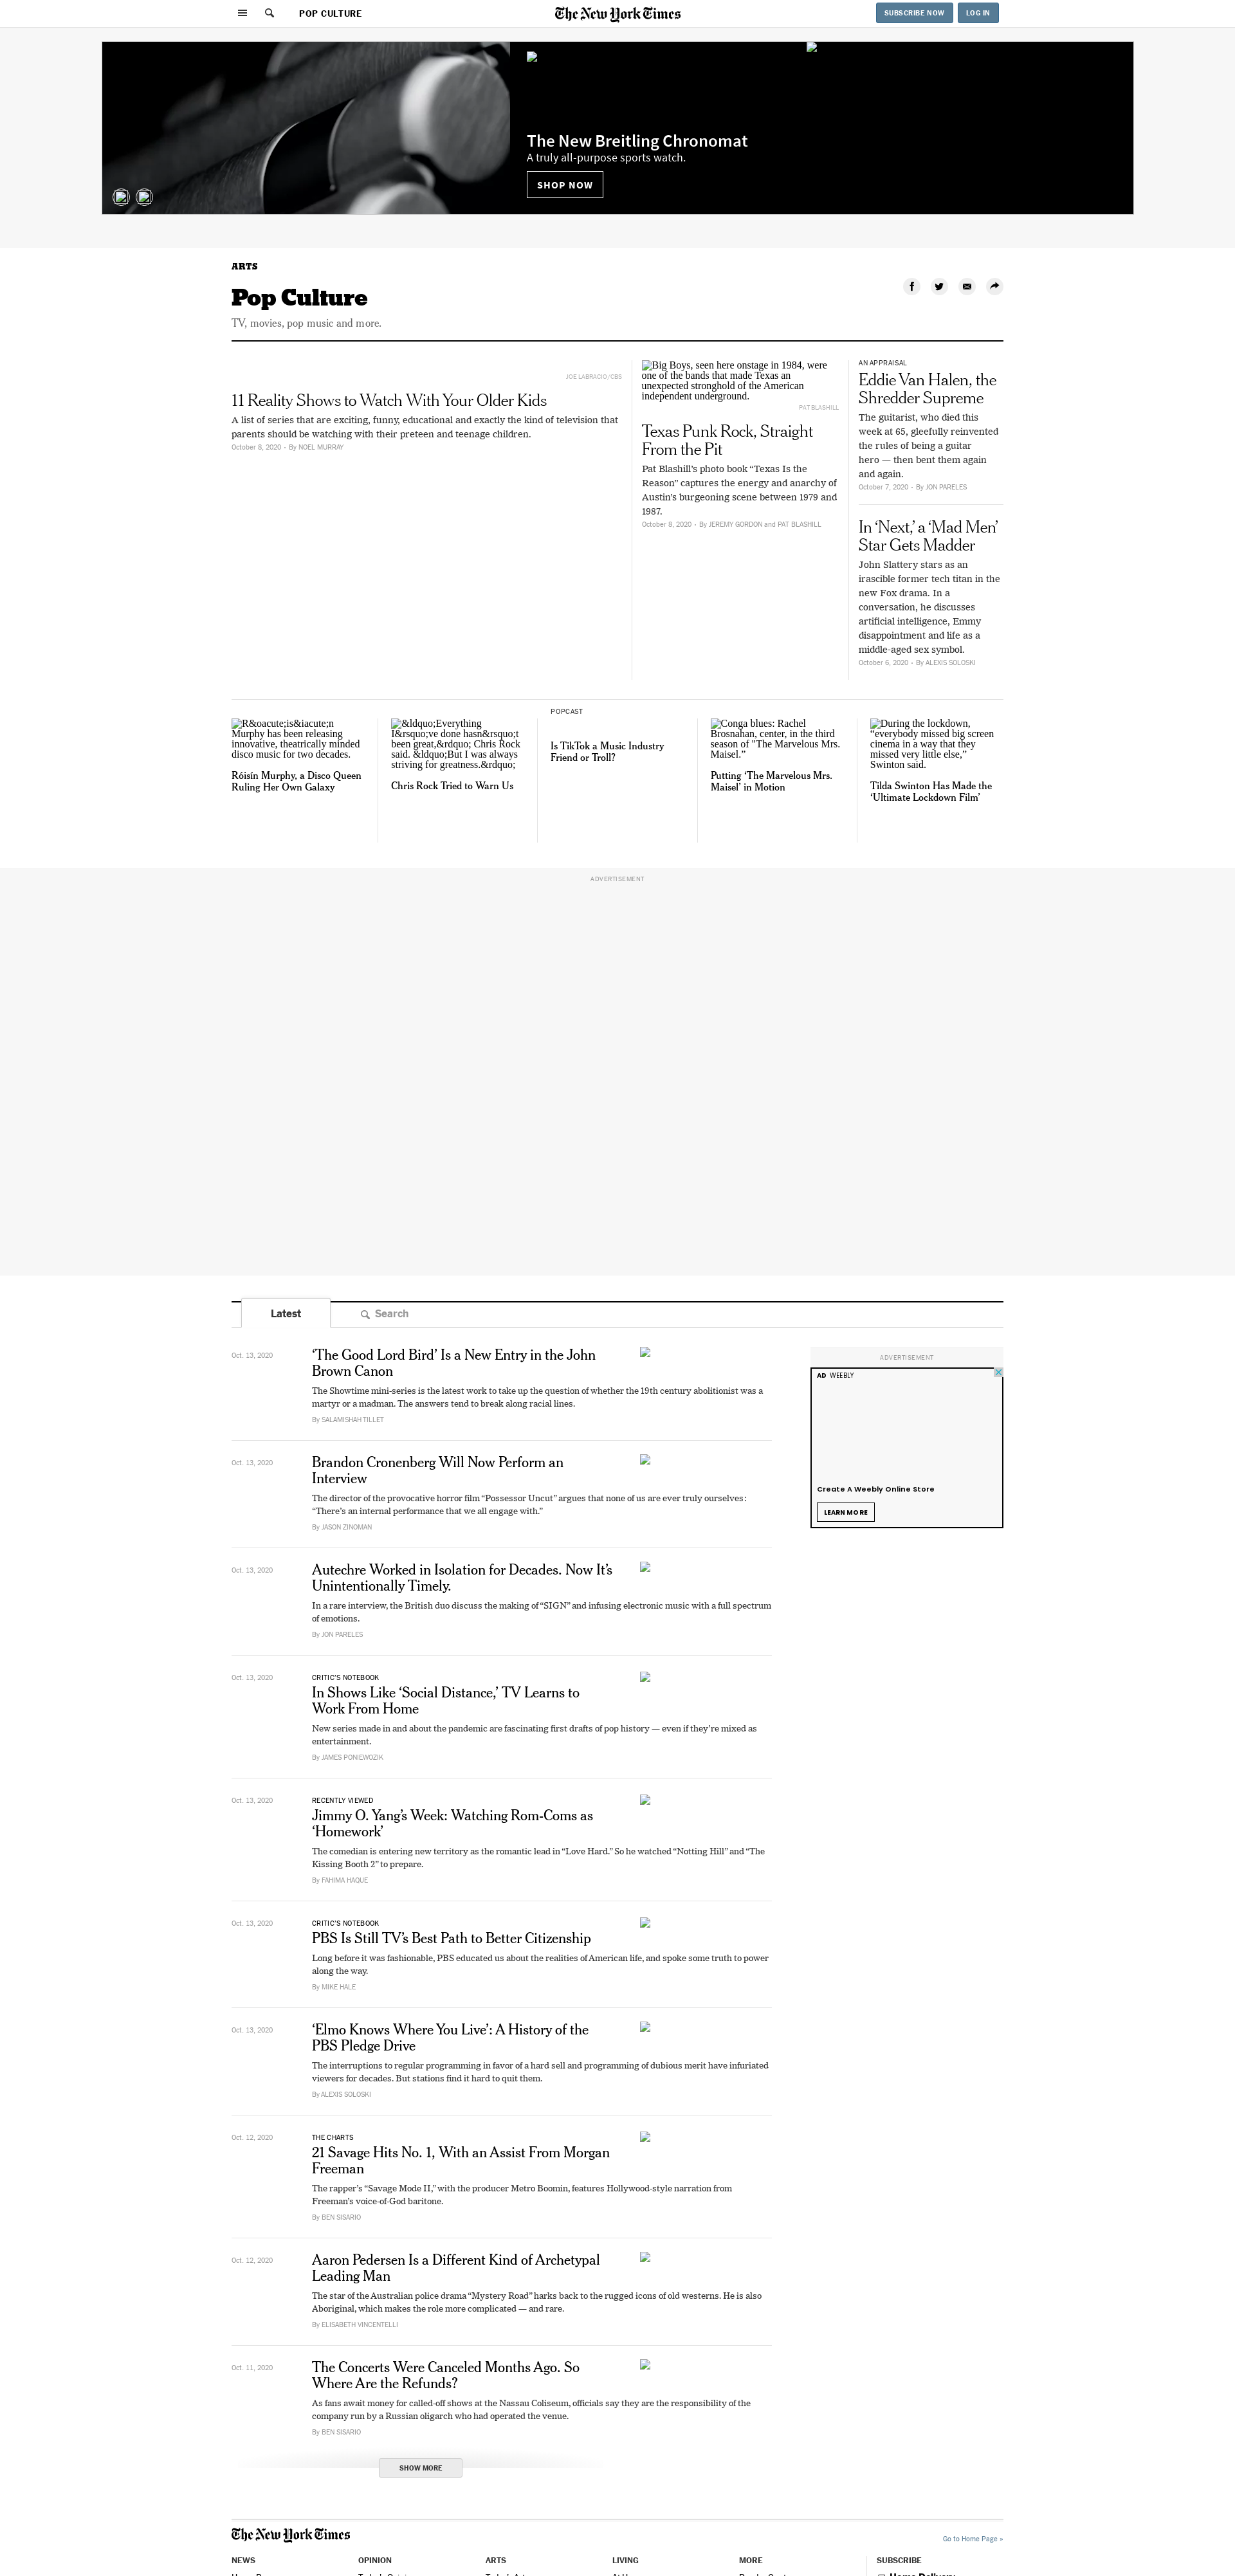 POP CULTURE
The New York Times
SUBSCRIBE NOW
LOG IN
The New Breitling Chronomat
A truly all-purpose sports watch.
SHOP NOW
ARTS
Pop Culture
TV, movies, pop music and more.
JOE LABRACIO/CBS
11 Reality Shows to Watch With Your Older Kids
A list of series that are exciting, funny, educational and exactly the kind of television that
parents should be watching with their preteen and teenage children.
October 8, 2020 - By NOEL MURRAY
Big Boys, seen here onstage in 1984, were
one of the bands that made Texas an
unexpected stronghold of the American
independent underground.
PAT BLASHILL
Texas Punk Rock, Straight
From the Pit
Pat Blashill's photo book “Texas Is the
Reason” captures the energy and anarchy of
Austin's burgeoning scene between 1979 and
1987.
October 8, 2020 - By JEREMY GORDON and PAT BLASHILL
AN APPRAISAL
Eddie Van Halen, the
Shredder Supreme
The guitarist, who died this
week at 65, gleefully reinvented
the rules of being a guitar
hero — then bent them again
and again.
October 7, 2020 - By JON PARELES
In ‘Next,’ a ‘Mad Men’
Star Gets Madder
John Slattery stars as an
irascible former tech titan in the
new Fox drama. In a
conversation, he discusses
artificial intelligence, Emmy
disappointment and life as a
middle-aged sex symbol.
October 6, 2020 - By ALEXIS SOLOSKI
R&oacute;is&iacute;n
Murphy has been releasing
innovative, theatrically minded
disco music for two decades.
Róisín Murphy, a Disco Queen
Ruling Her Own Galaxy
&ldquo;Everything
I&rsquo;ve done hasn&rsquo;t
been great,&rdquo; Chris Rock
said. &ldquo;But I was always
striving for greatness.&rdquo;
Chris Rock Tried to Warn Us
POPCAST
Is TikTok a Music Industry
Friend or Troll?
Conga blues: Rachel
Brosnahan, center, in the third
season of "The Marvelous Mrs.
Maisel.”
Putting ‘The Marvelous Mrs.
Maisel’ in Motion
During the lockdown,
“everybody missed big screen
cinema in a way that they
missed very little else,”
Swinton said.
Tilda Swinton Has Made the
‘Ultimate Lockdown Film’
ADVERTISEMENT
Latest
Search
Oct. 13, 2020
‘The Good Lord Bird’ Is a New Entry in the John
Brown Canon
The Showtime mini-series is the latest work to take up the question of whether the 19th century abolitionist was a
martyr or a madman. The answers tend to break along racial lines.
By SALAMISHAH TILLET
ADVERTISEMENT
AD WEEKLY
Create A Weekly Online Store
LEARN MORE
Oct. 13, 2020
Brandon Cronenberg Will Now Perform an
Interview
The director of the provocative horror film “Possessor Uncut” argues that none of us are ever truly ourselves:
“There's an internal performance that we all engage with.”
By JASON ZINOMAN
Oct. 13, 2020
Autechre Worked in Isolation for Decades. Now It’s
Unintentionally Timely.
In a rare interview, the British duo discuss the making of “SIGN” and infusing electronic music with a full spectrum
of emotions.
By JON PARELES
Oct. 13, 2020
CRITIC’S NOTEBOOK
In Shows Like ‘Social Distance,’ TV Learns to
Work From Home
New series made in and about the pandemic are fascinating first drafts of pop history — even if they’re mixed as
entertainment.
By JAMES PONIEWOZIK
Oct. 13, 2020
RECENTLY VIEWED
Jimmy O. Yang’s Week: Watching Rom-Coms as
‘Homework’
The comedian is entering new territory as the romantic lead in “Love Hard.” So he watched “Notting Hill” and “The
Kissing Booth 2” to prepare.
By FAHIMA HAQUE
Oct. 13, 2020
CRITIC’S NOTEBOOK
PBS Is Still TV’s Best Path to Better Citizenship
Long before it was fashionable, PBS educated us about the realities of American life, and spoke some truth to power
along the way.
By MIKE HALE
Oct. 13, 2020
‘Elmo Knows Where You Live’: A History of the
PBS Pledge Drive
The interruptions to regular programing in favor of a hard sell and programming of dubious merit have infuriated
viewers for decades. But stations find it hard to quit them.
By ALEXIS SOLOSKI
Oct. 12, 2020
THE CHARTS
21 Savage Hits No. 1, With an Assist From Morgan
Freeman
The rapper’s “Savage Mode II,” with the producer Metro Boomin, features Hollywood-style narration from
Freeman’s voice-of-God baritone.
By BEN SISARIO
Oct. 12, 2020
Aaron Pedersen Is a Different Kind of Archetypal
Leading Man
The star of the Australian police drama “Mystery Road” harks back to the rugged icons of old westerns. He is also
Aboriginal, which makes the role more complicated — and rare.
By ELISABETH VINCENTELLI
Oct. 11, 2020
The Concerts Were Canceled Months Ago. So
Where Are the Refunds?
As fans await money for called-off shows at the Nassau Coliseum, officials say they are the responsibility of the
company run by a Russian oligarch who had operated the venue.
By BEN SISARIO
SHOW MORE
The New York Times
Go to Home Page »
NEWS
OPINION
ARTS
LIVING
MORE
SUBSCRIBE